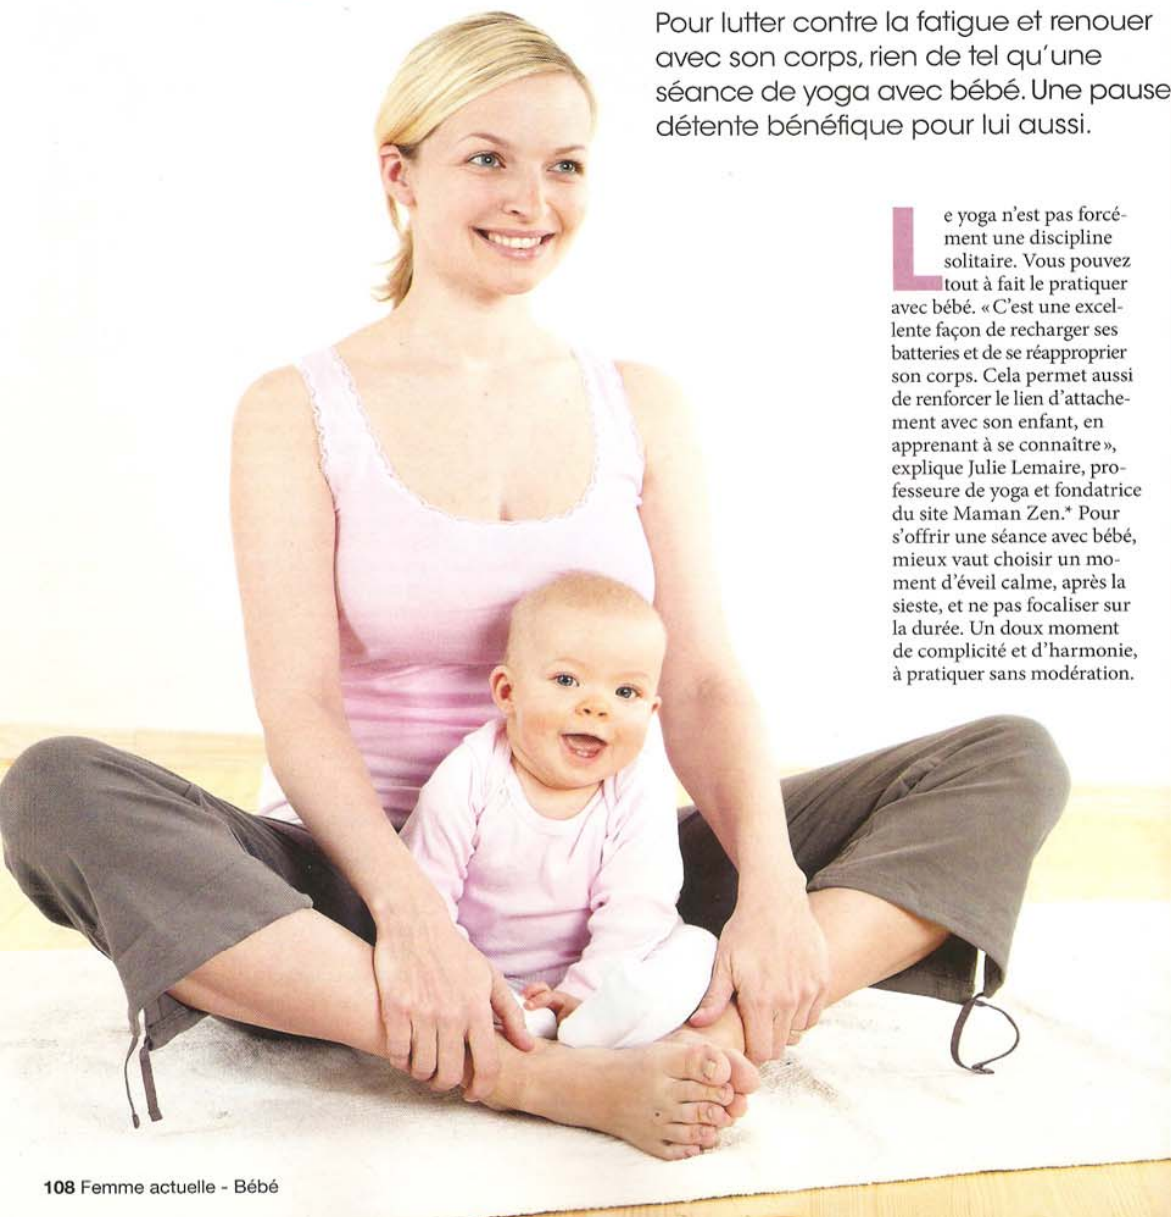 Pour lutter contre la fatigue et renouer
avec son corps, rien de tel qu'une
séance de yoga avec bébé. Une pause
détente bénéfique pour lui aussi.
Le yoga n'est pas forcé-
ment une discipline
solitaire. Vous pouvez
tout à fait le pratiquer
avec bébé. «C'est une excel-
lente façon de recharger ses
batteries et de se réapproprier
son corps. Cela permet aussi
de renforcer le lien d'attache-
ment avec son enfant, en
apprenant à se connaître»,
explique Julie Lemaire, pro-
fesseure de yoga et fondatrice
du site Maman Zen.* Pour
s'offrir une séance avec bébé,
mieux vaut choisir un mo-
ment d'éveil calme, après la
sieste, et ne pas focaliser sur
la durée. Un doux moment
de complicité et d'harmonie,
à pratiquer sans modération.
108 Femme actuelle - Bébé